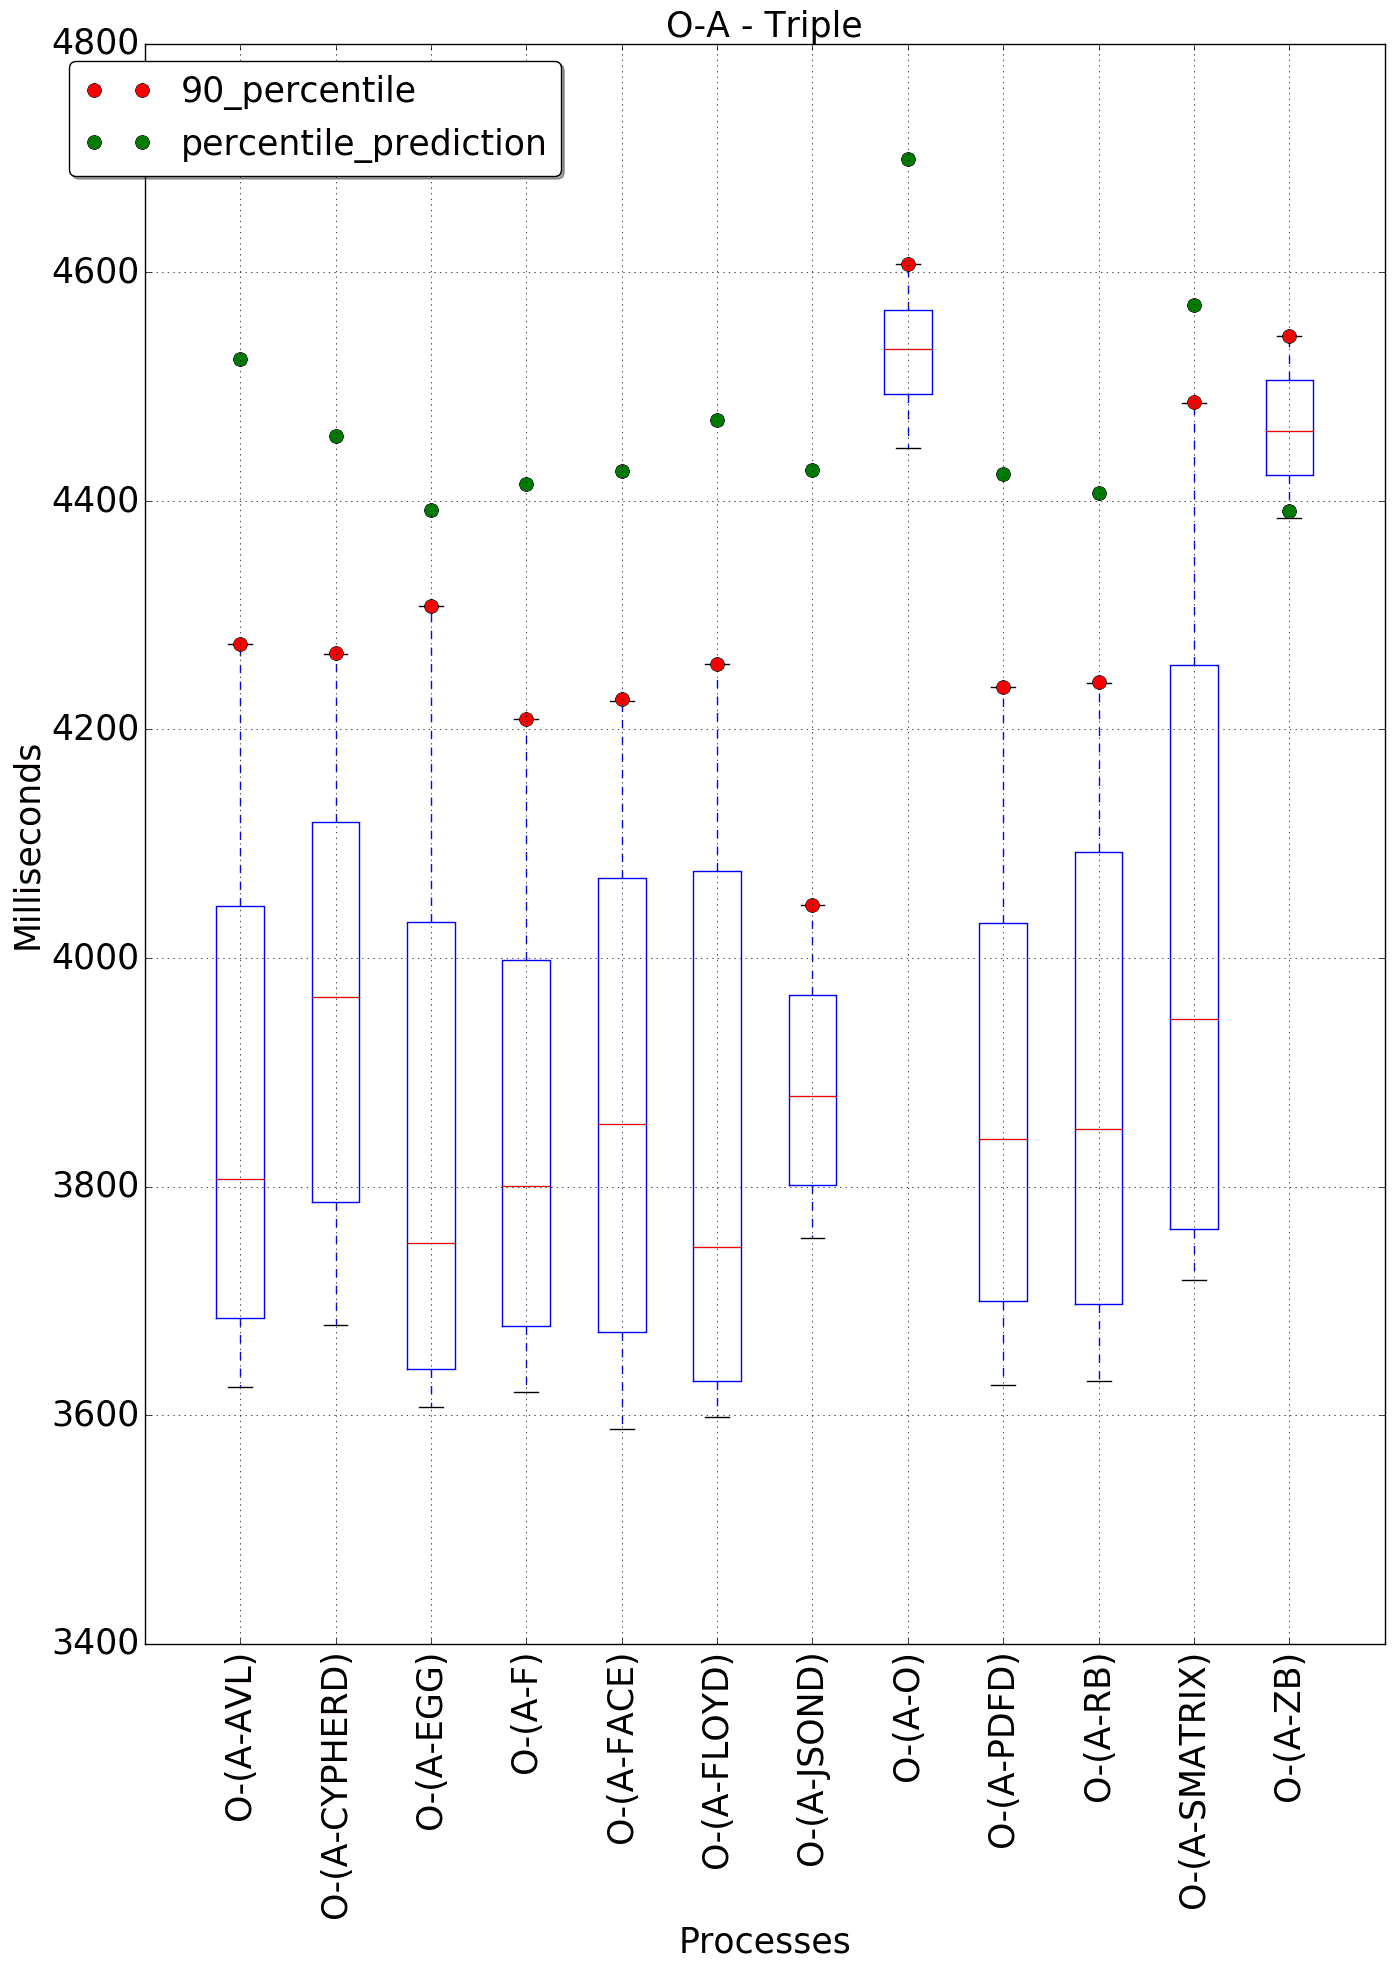 O-A - Triple
90_percentile
percentile_prediction
4800
4600
4400
4200
4000
3800
3600
3400
Milliseconds
O-(A-AVL)
O-(A-CYPHERD)
O-(A-EGG)
O-(A-F)
O-(A-FACE)
O-(A-FLOYD)
O-(A-JSOND)
O-(A-O)
O-(A-PDFD)
O-(A-RB)
O-(A-SMATRIX)
O-(A-ZB)
Processes